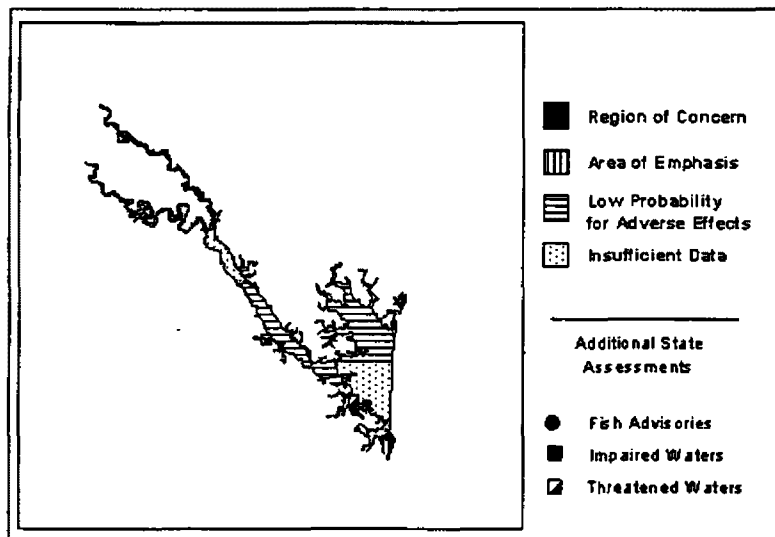 Region of Concern
Area of Emphasis
Low Probability
for Adverse Effects
Insufficient Data
Additional State
Assessments
Fish Advisories
Impaired Waters
Threatened Waters